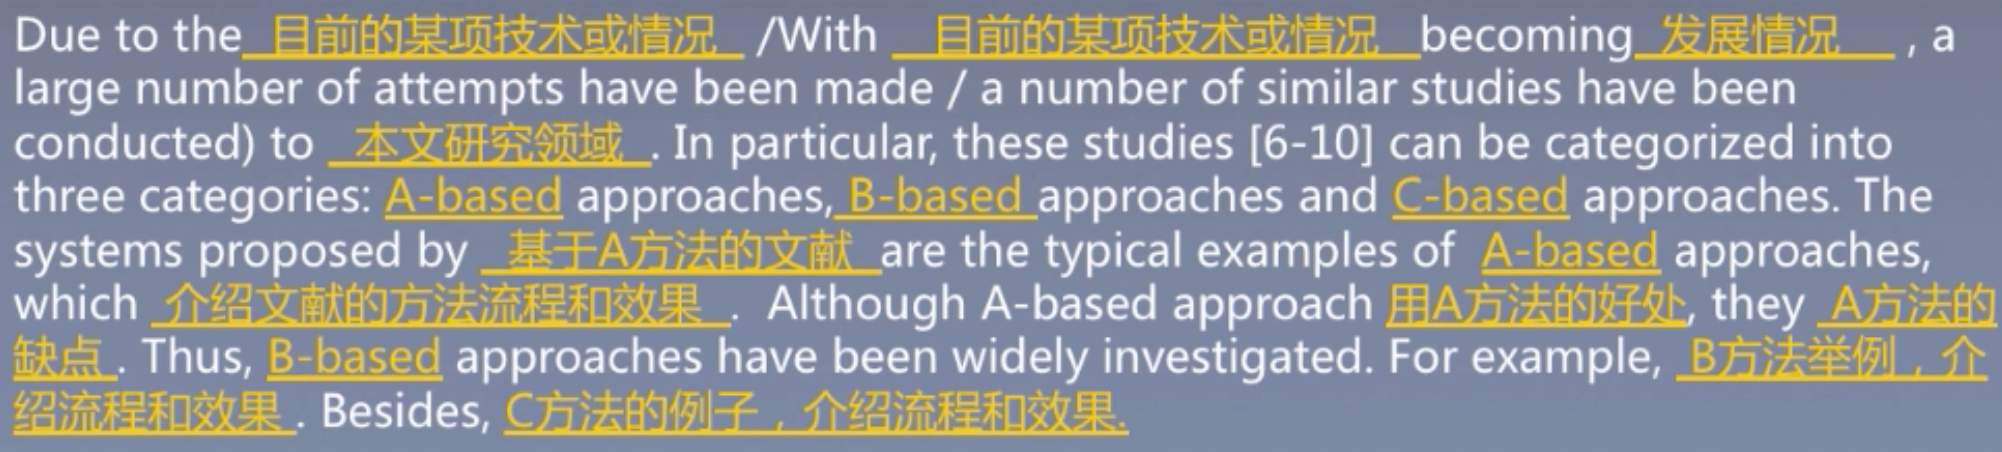 Due to the 目前的某项技术或情况 /With 目前的某项技术或情况 becoming 发展情况 , a
large number of attempts have been made / a number of similar studies have been
conducted) to 本文研究领域 . In particular, these studies [6-10] can be categorized into
three categories: A-based approaches, B-based approaches and C-based approaches. The
systems proposed by 基于A方法的文献 are the typical examples of A-based approaches,
which 介绍文献的方法流程和效果 . Although A-based approach 用A方法的好处, they A方法的
缺点 . Thus, B-based approaches have been widely investigated. For example, B方法举例，介
绍流程和效果 . Besides, C方法的例子，介绍流程和效果.